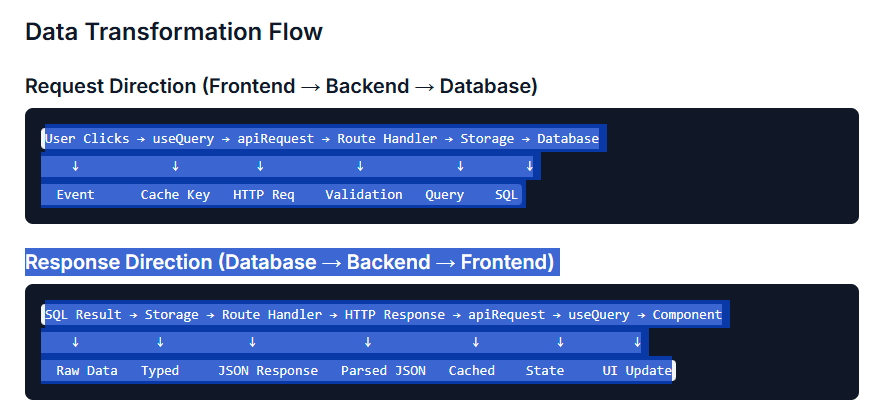 Data Transformation Flow
Request Direction (Frontend → Backend → Database)
User Clicks → useQuery → apiRequest → Route Handler → Storage → Database
↓ ↓ ↓ ↓ ↓ ↓
Event Cache Key HTTP Req Validation Query SQL
Response Direction (Database → Backend → Frontend)
SQL Result → Storage → Route Handler → HTTP Response → apiRequest → useQuery → Component
↓ ↓ ↓ ↓ ↓ ↓ ↓
Raw Data Typed JSON Response Parsed JSON Cached State UI Update